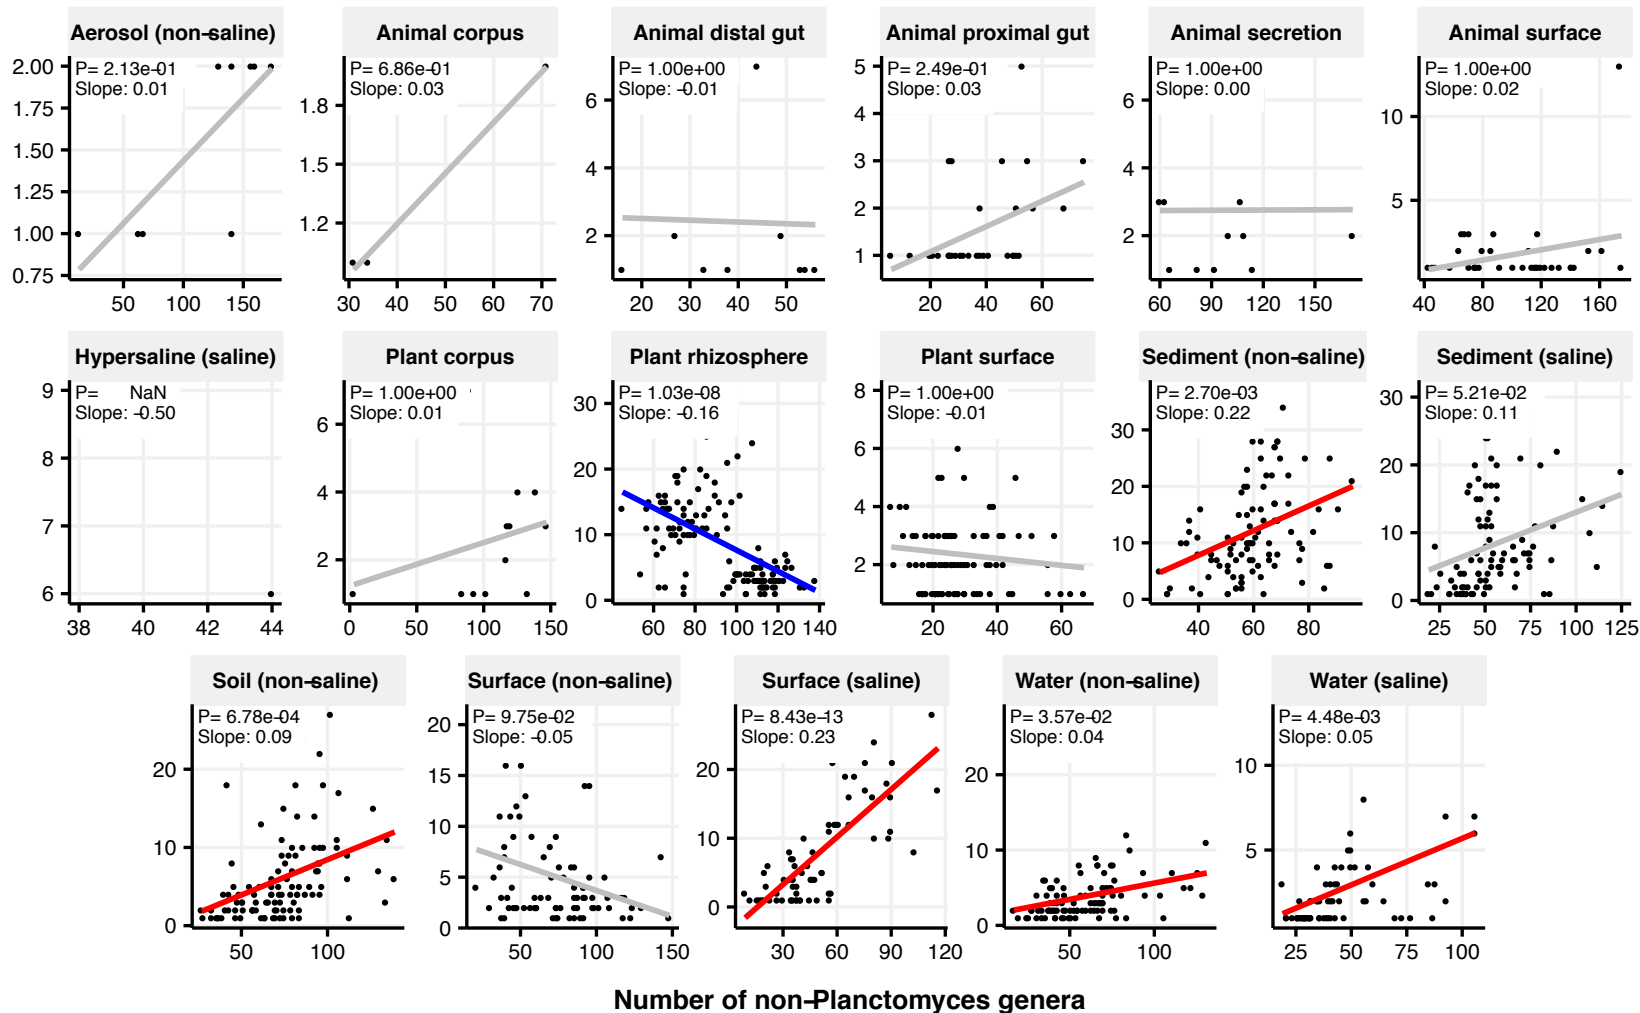 Aerosol (non-saline)
Animal corpus
Animal distal gut
Animal proximal gut
Animal secretion
Animal surface
P= 2.13e-01
Slope: 0.01
2.00
1.75
1.50
1.25
1.00
0.75
50
100
150
P= 6.86e-01
Slope: 0.03
1.8
1.5
1.2
30
40
50
60
70
P= 1.00e+00
Slope: -0.01
6
4
2
20
30
40
50
P= 2.49e-01
Slope: 0.03
5
4
3
2
1
20
40
60
P= 1.00e+00
Slope: 0.00
6
4
2
60
90
120
150
P= 1.00e+00
Slope: 0.02
10
5
40
80
120
160
Hypersaline (saline)
Plant corpus
Plant rhizosphere
Plant surface
Sediment (non-saline)
Sediment (saline)
P= NaN
Slope: -0.50
9
8
7
6
38
40
42
44
P= 1.00e+00
Slope: 0.01
6
4
2
0
50
100
150
P= 1.03e-08
Slope: -0.16
30
20
10
0
60
80
100
120
140
P= 1.00e+00
Slope: -0.01
8
6
4
2
20
40
60
P= 2.70e-03
Slope: 0.22
30
20
10
0
40
60
80
P= 5.21e-02
Slope: 0.11
30
20
10
0
25
50
75
100
125
Soil (non-saline)
Surface (non-saline)
Surface (saline)
Water (non-saline)
Water (saline)
P= 6.78e-04
Slope: 0.09
20
10
0
50
100
P= 9.75e-02
Slope: -0.05
20
15
10
5
0
50
100
150
P= 8.43e-13
Slope: 0.23
20
10
0
30
60
90
120
P= 3.57e-02
Slope: 0.04
20
10
0
50
100
P= 4.48e-03
Slope: 0.05
10
5
25
50
75
100
Number of non-Planctomyces genera